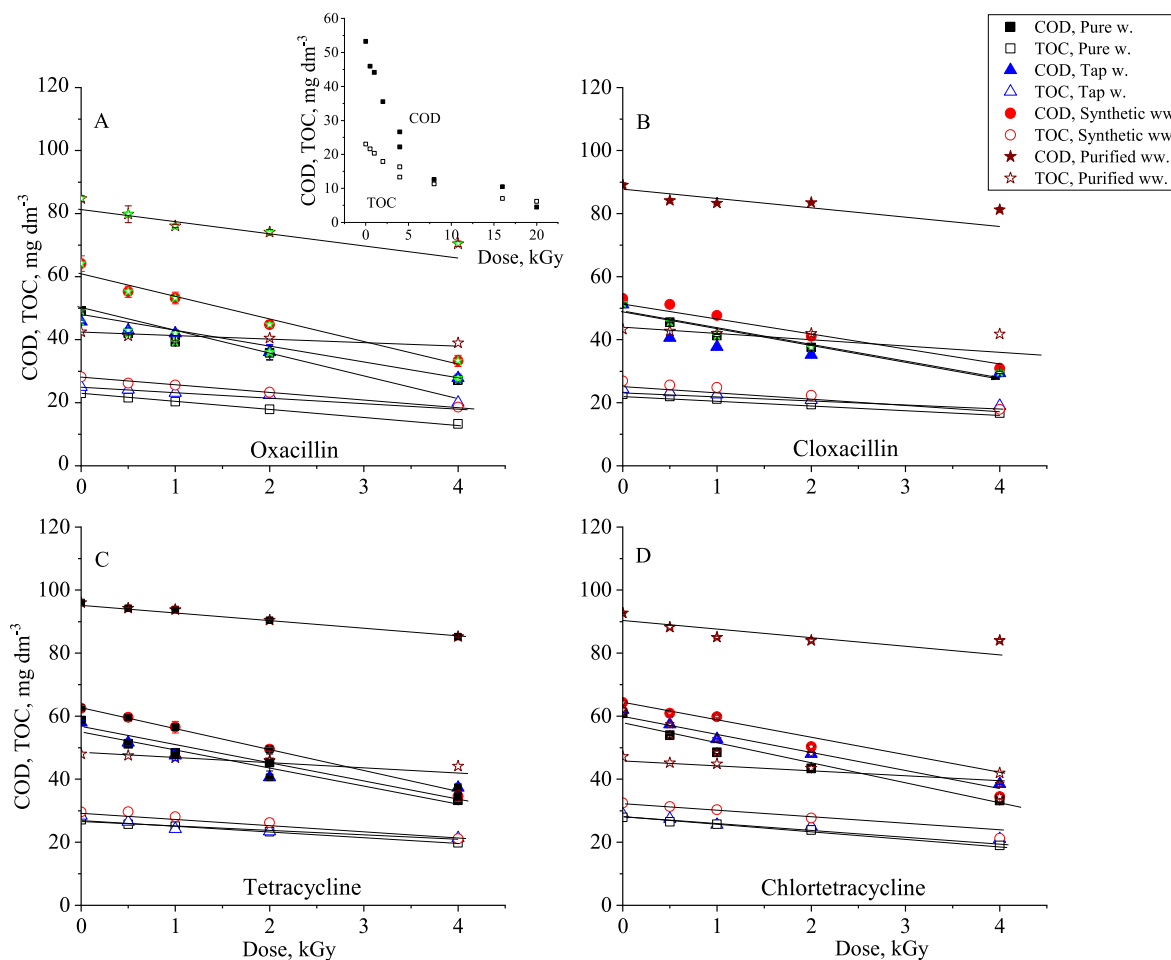 60
50
40
30
20
10
0
0
5
10
15
20
COD, TOC, mg dm-3
COD
TOC
Dose, kGy
COD, Pure w.
TOC, Pure w.
COD, Tap w.
TOC, Tap w.
COD, Synthetic ww
TOC, Synthetic ww.
COD, Purified ww.
TOC, Purified ww.
A
120
100
80
60
40
20
0
0
1
2
3
4
COD, TOC, mg dm-3
Oxacillin
B
120
100
80
60
40
20
0
0
1
2
3
4
Cloxacillin
C
120
100
80
60
40
20
0
0
1
2
3
4
COD, TOC, mg dm-3
Tetracycline
Dose, kGy
D
120
100
80
60
40
20
0
0
1
2
3
4
Chlortetracycline
Dose, kGy